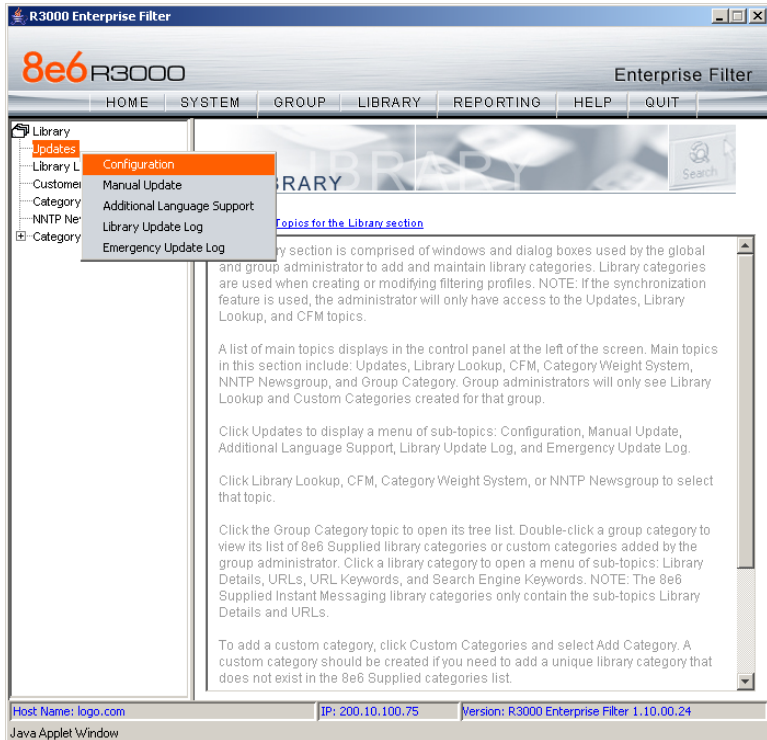 R3000 Enterprise Filter
8e6 R3000
Enterprise Filter
HOME SYSTEM GROUP LIBRARY REPORTING HELP QUIT
Library
Updates
Library L
Customer
Category
NNTP Ne
Category
Configuration
Manual Update
Additional Language Support
Library Update Log
Emergency Update Log
BRARY
RARY
Search
Topics for the Library section
ry section is comprised of windows and dialog boxes used by the global
and group administrator to add and maintain library categories. Library categories
are used when creating or modifying filtering profiles. NOTE: If the synchronization
feature is used, the administrator will only have access to the Updates, Library
Lookup, and CFM topics.
A list of main topics displays in the control panel at the left of the screen. Main topics
in this section include: Updates, Library Lookup, CFM, Category Weight System,
NNTP Newsgroup, and Group Category. Group administrators will only see Library
Lookup and Custom Categories created for that group.
Click Updates to display a menu of sub-topics: Configuration, Manual Update,
Additional Language Support, Library Update Log, and Emergency Update Log.
Click Library Lookup, CFM, Category Weight System, or NNTP Newsgroup to select
that topic.
Click the Group Category topic to open its tree list. Double-click a group category to
view its list of 8e6 Supplied library categories or custom categories added by the
group administrator. Click a library category to open a menu of sub-topics: Library
Details, URLs, URL Keywords, and Search Engine Keywords. NOTE: The 8e6
Supplied Instant Messaging library categories only contain the sub-topics Library
Details and URLs.
To add a custom category, click Custom Categories and select Add Category. A
custom category should be created if you need to add a unique library category that
does not exist in the 8e6 Supplied categories list.
Host Name: logo.com IP: 200.10.100.75 Version: R3000 Enterprise Filter 1.10.00.24
Java Applet Window